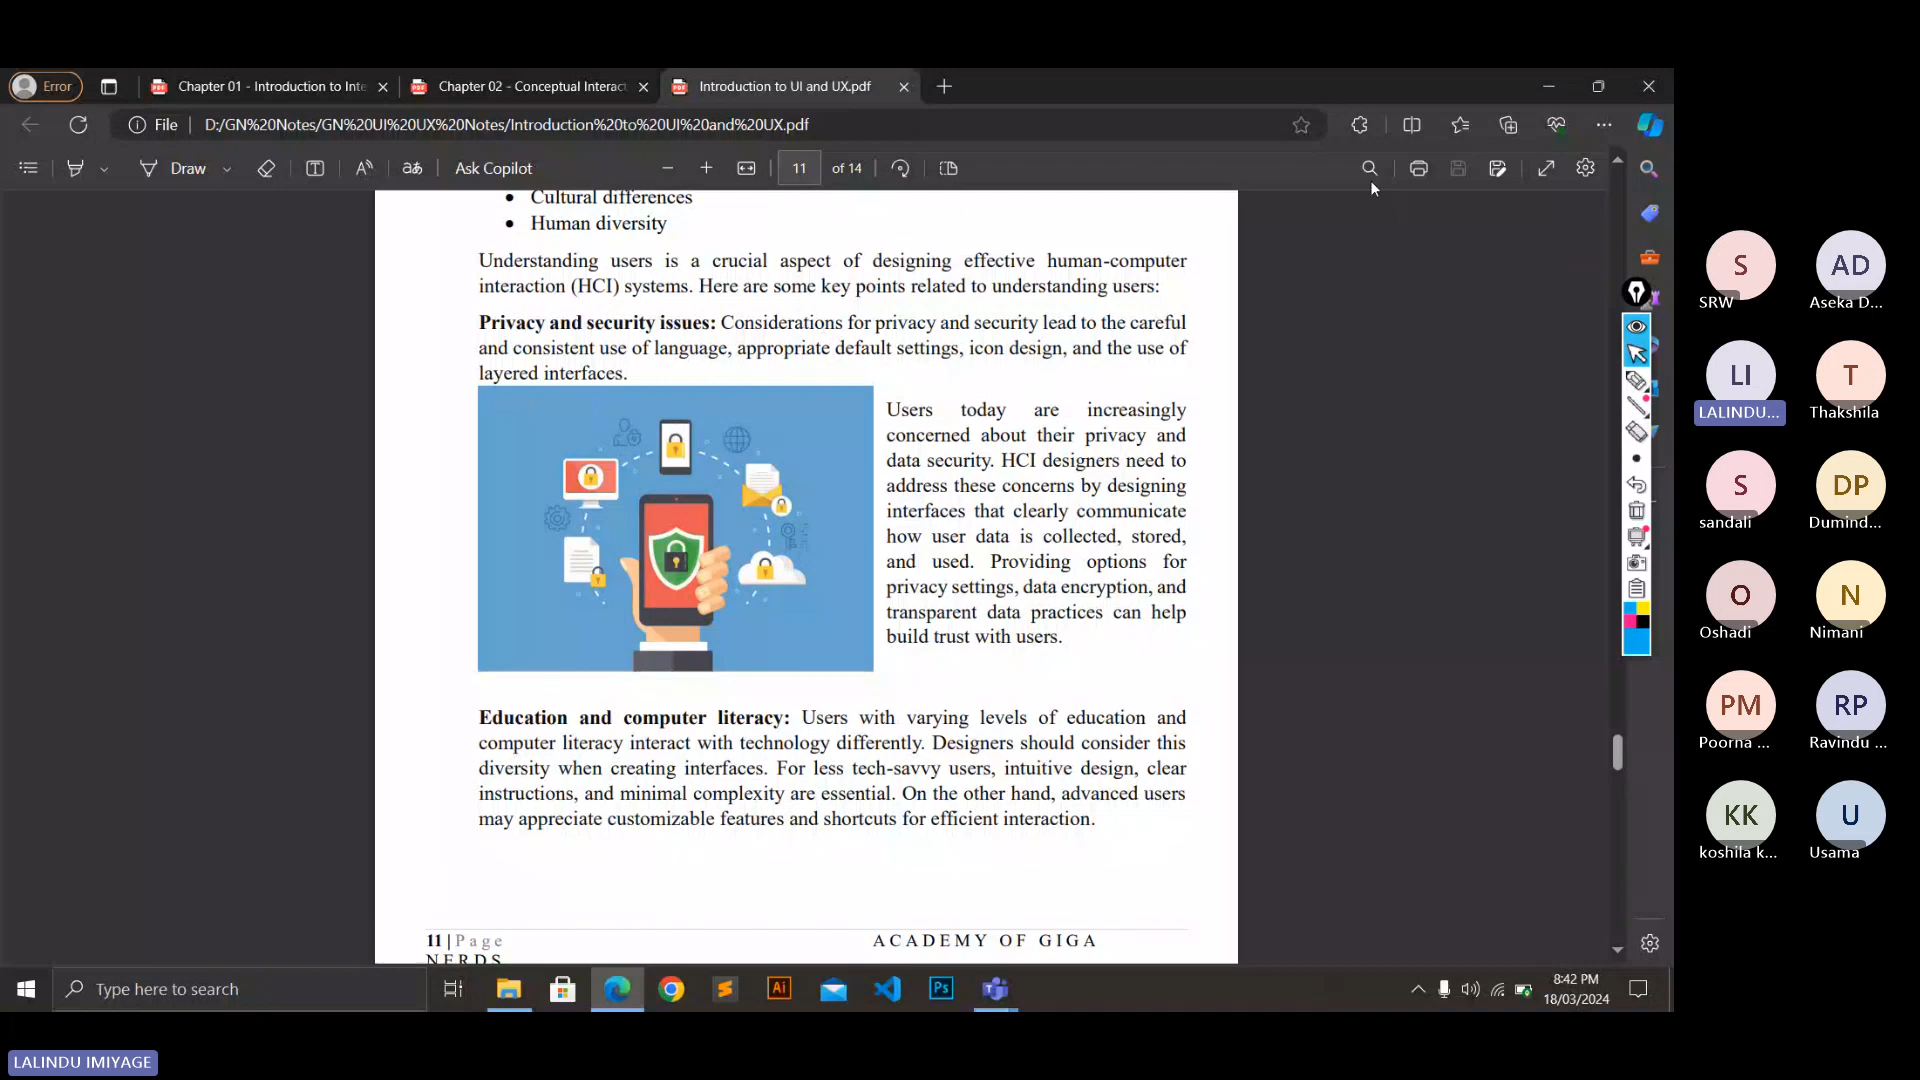 Error
Chapter 01 - Introduction to Inte
Chapter 02 - Conceptual Interact
Introduction to UI and UX.pdf
File
D:/GN%20Notes/GN%20UI%20UX%20Notes/Introduction%20to%20UI%20and%20UX.pdf
Draw
Ask Copilot
11
of 14
• Cultural differences
• Human diversity
Understanding users is a crucial aspect of designing effective human-computer
interaction (HCI) systems. Here are some key points related to understanding users:
Privacy and security issues: Considerations for privacy and security lead to the careful
and consistent use of language, appropriate default settings, icon design, and the use of
layered interfaces.
Users today are increasingly
concerned about their privacy and
data security. HCI designers need to
address these concerns by designing
interfaces that clearly communicate
how user data is collected, stored,
and used. Providing options for
privacy settings, data encryption, and
transparent data practices can help
build trust with users.
Education and computer literacy: Users with varying levels of education and
computer literacy interact with technology differently. Designers should consider this
diversity when creating interfaces. For less tech-savvy users, intuitive design, clear
instructions, and minimal complexity are essential. On the other hand, advanced users
may appreciate customizable features and shortcuts for efficient interaction.
11 | Page
ACADEMY OF GIGA
NERDS
S
SRW
AD
Aseka D...
LI
LALINDU...
T
Thakshila
S
sandali
DP
Dumind...
O
Oshadi
N
Nimani
PM
Poorna ...
RP
Ravindu ...
KK
koshila k...
U
Usama
Type here to search
Ai
Ps
8:42 PM
18/03/2024
LALINDU IMIYAGE